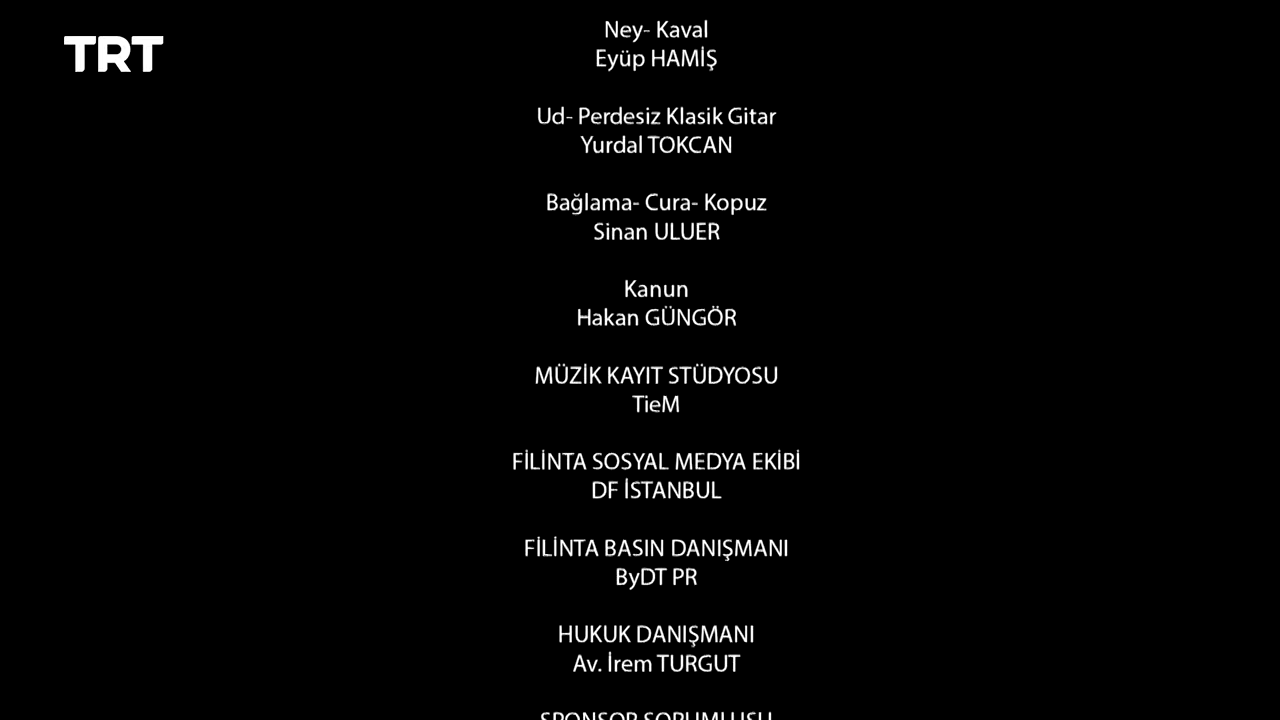 TRT
Ney- Kaval
Eyüp HAMİŞ
Ud- Perdesiz Klasik Gitar
Yurdal TOKCAN
Bağlama- Cura- Kopuz
Sinan ULUER
Kanun
Hakan GÜNGÖR
MÜZİK KAYIT STÜDYOSU
TieM
FİLİNTA SOSYAL MEDYA EKİBİ
DF İSTANBUL
FİLİNTA BASIN DANIŞMANI
ByDT PR
HUKUK DANIŞMANI
Av. İrem TURGUT
SPONSOR SORUMLUSU